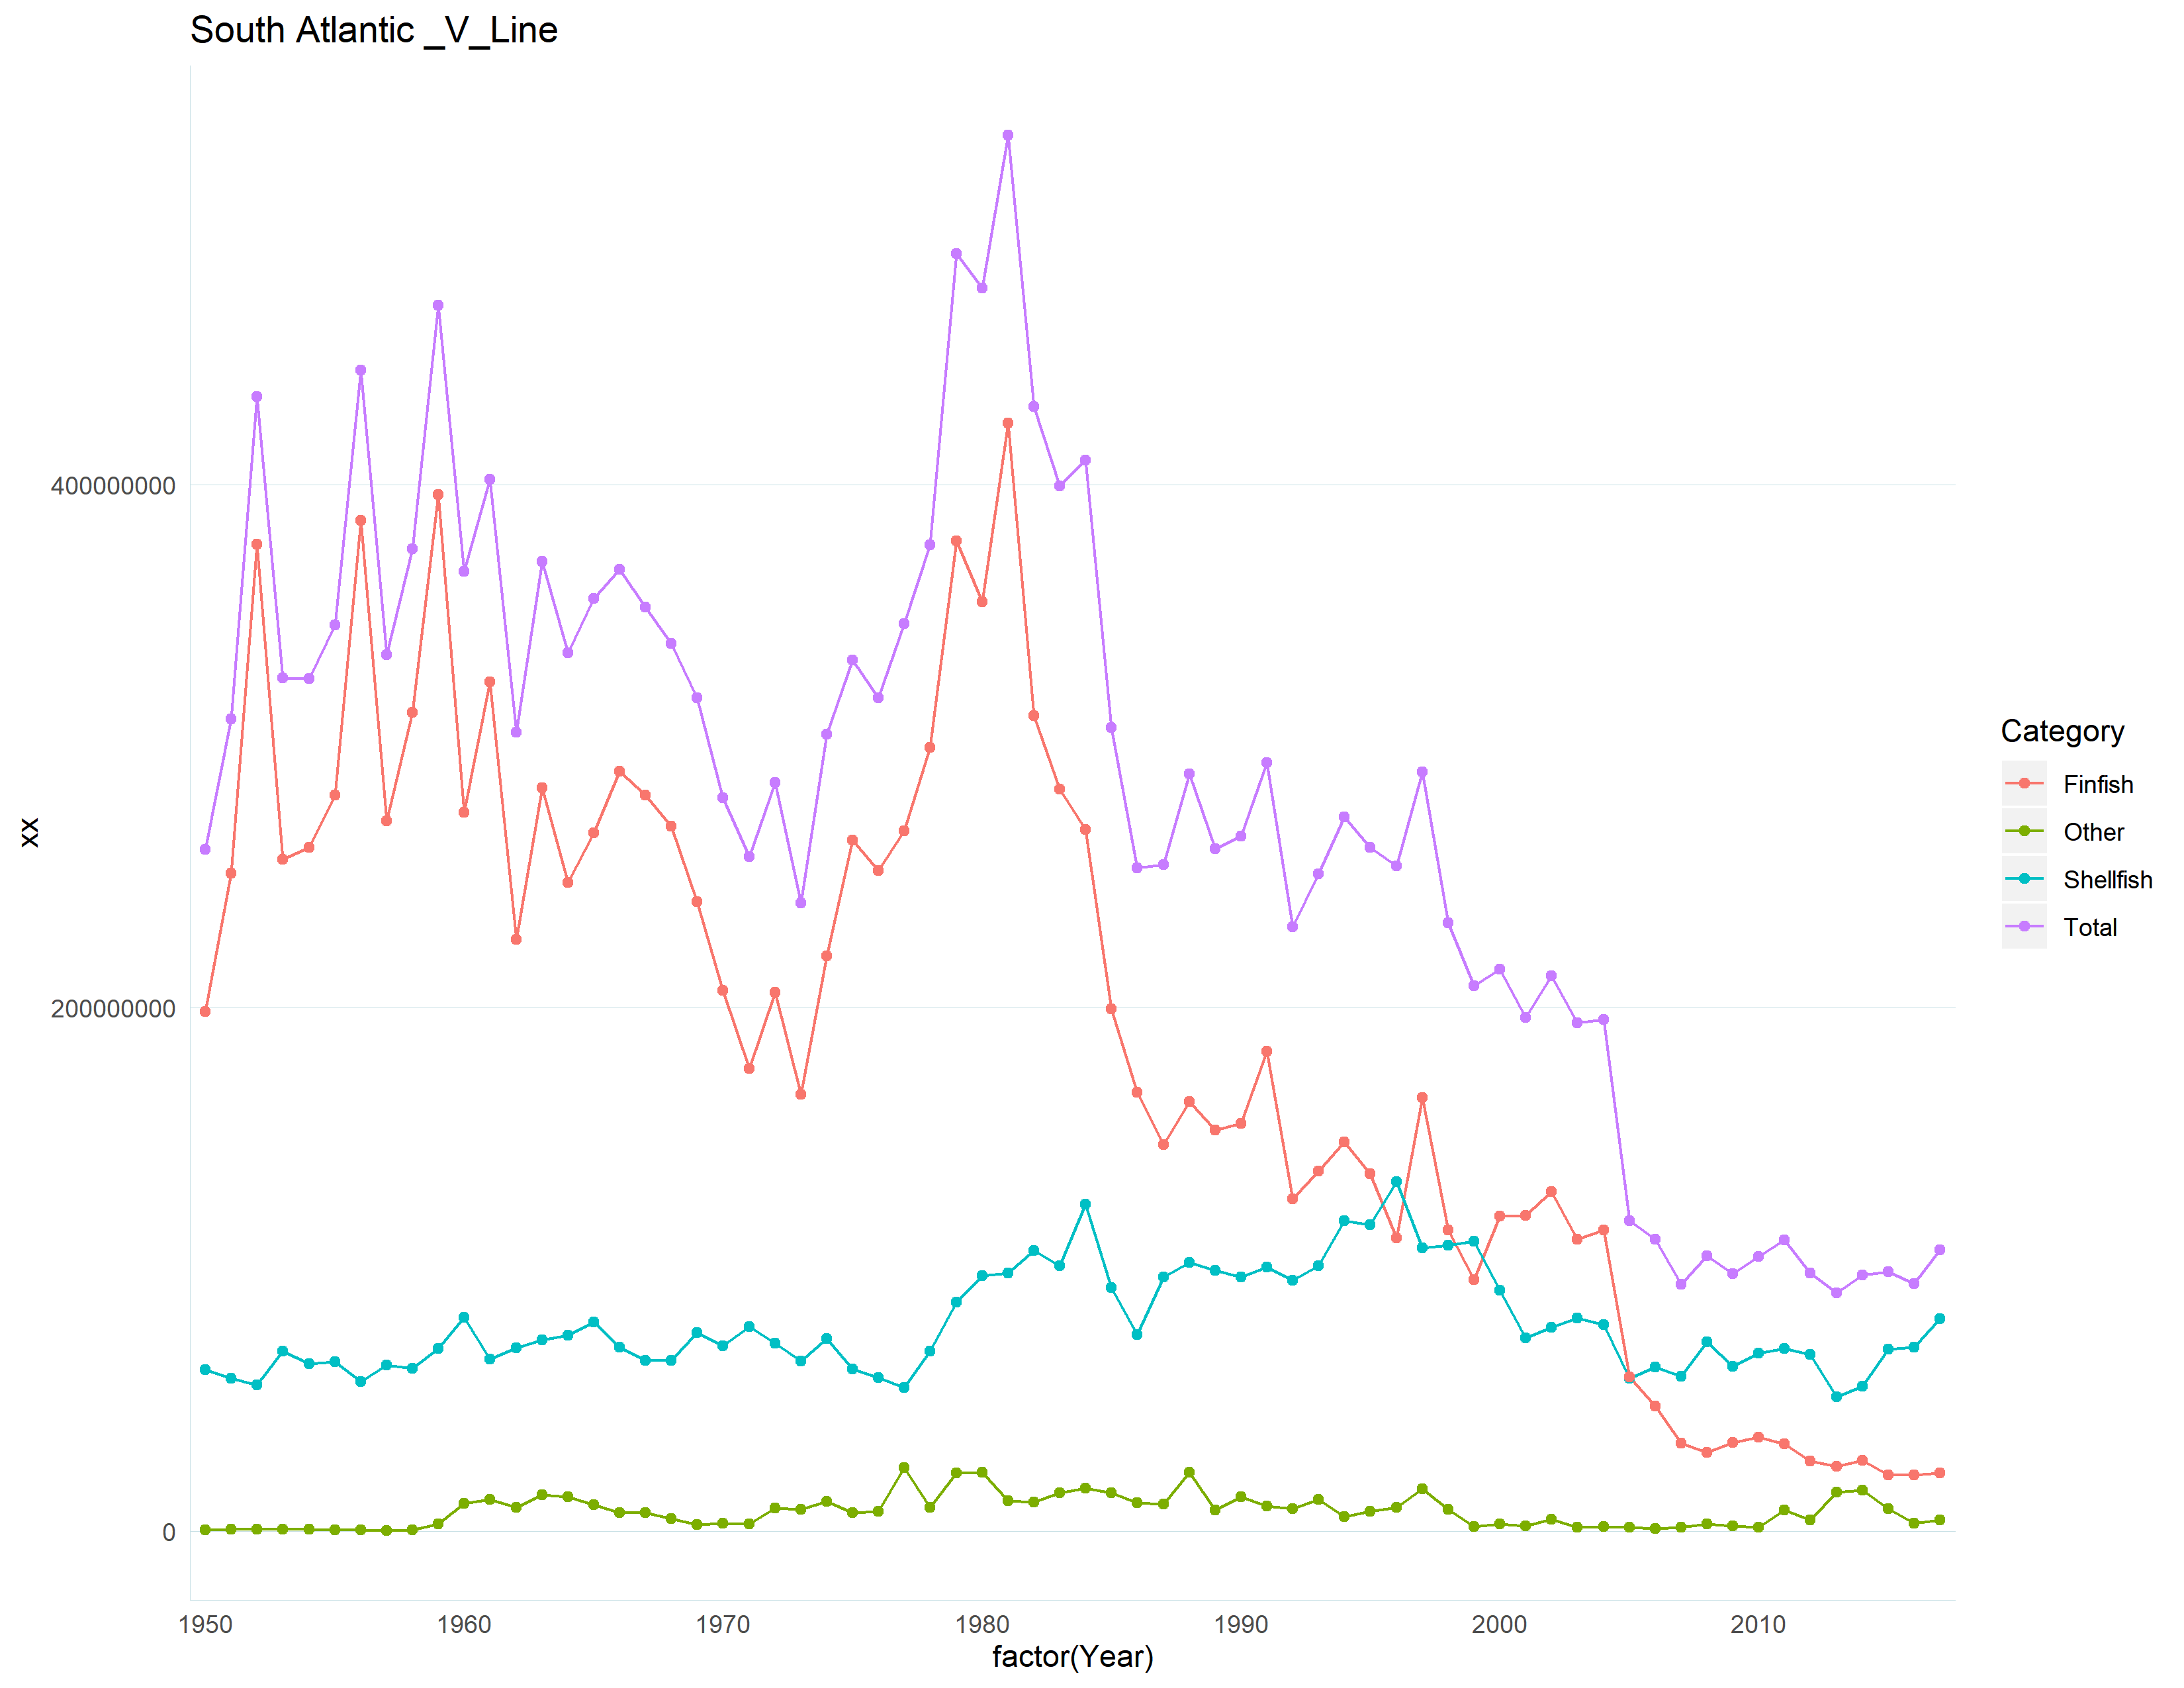 South Atlantic _V_Line
400000000
200000000
0
xx
1950 1960 1970 1980 1990 2000 2010
factor(Year)
Category
Finfish
Other
Shellfish
Total